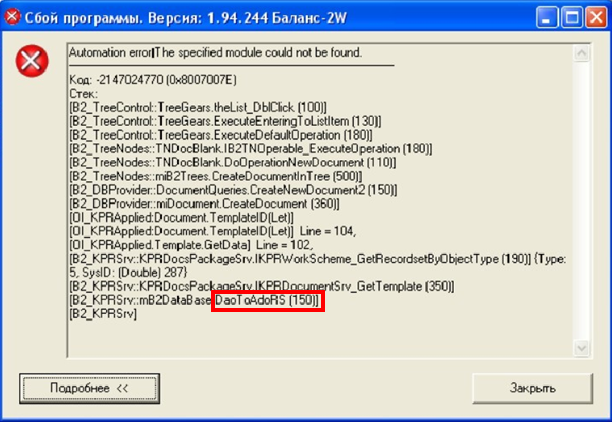 Сбой программы. Версия: 1.94.244 Баланс-2W
Automation error|The specified module could not be found.
Код: -2147024770 (0x8007007E)
Стек:
[B2_TreeControl::TreeGears.theList_DblClick (100)]
[B2_TreeControl::TreeGears.ExecuteEnteringToListItem (130)]
[B2_TreeControl::TreeGears.ExecuteDefaultOperation (180)]
[B2_TreeNodes::TNDocBlank.IB2TNOperable_ExecuteOperation (180)]
[B2_TreeNodes::TNDocBlank.DoOperationNewDocument (110)]
[B2_TreeNodes::miB2Trees.CreateDocumentInTree (500)]
[B2_DBProvider::DocumentQueries.CreateNewDocument2 (150)]
[B2_DBProvider::miDocument.CreateDocument (360)]
[OI_KPRApplied:Document.TemplateID(Let)]
[OI_KPRApplied:Document.TemplateID(Let)] Line = 104,
[OI_KPRApplied.Template.GetData] Line = 102,
[B2_KPRSrv::KPRDocsPackageSrv.IKPRWorkScheme_GetRecordsetByObjectType (190)] {Type:
5, SysID: (Double) 287}
[B2_KPRSrv::KPRDocsPackageSrv.IKPRDocumentSrv_GetTemplate (350)]
[B2_KPRSrv::mB2DataBase.DaoToAdoRS (150)]
[B2_KPRSrv]
Подробнее <<
Закрыть